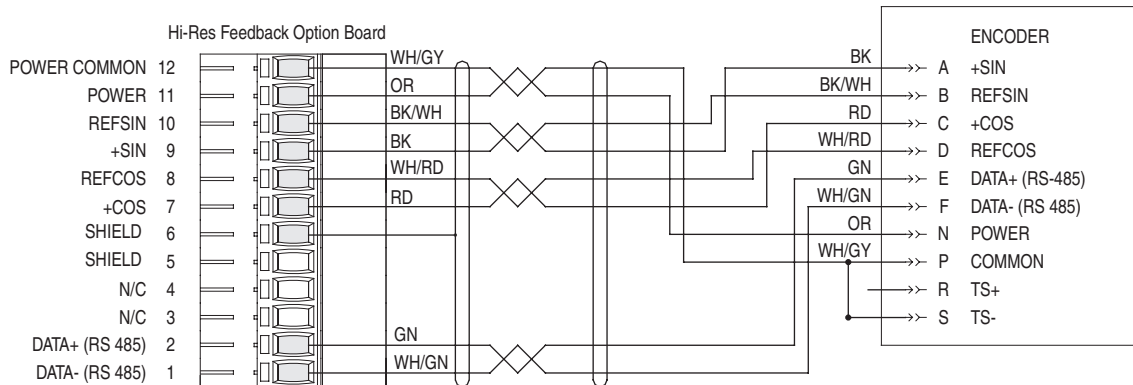 Hi-Res Feedback Option Board
POWER COMMON 12
POWER 11
REFSIN 10
+SIN 9
REFCOS 8
+COS 7
SHIELD 6
SHIELD 5
N/C 4
N/C 3
DATA+ (RS 485) 2
DATA- (RS 485) 1
WH/GY
OR
BK/WH
BK
WH/RD
RD
GN
WH/GN
BK
BK/WH
RD
WH/RD
GN
WH/GN
OR
WH/GY
ENCODER
A +SIN
B REFSIN
C +COS
D REFCOS
E DATA+ (RS-485)
F DATA- (RS 485)
N POWER
P COMMON
R TS+
S TS-